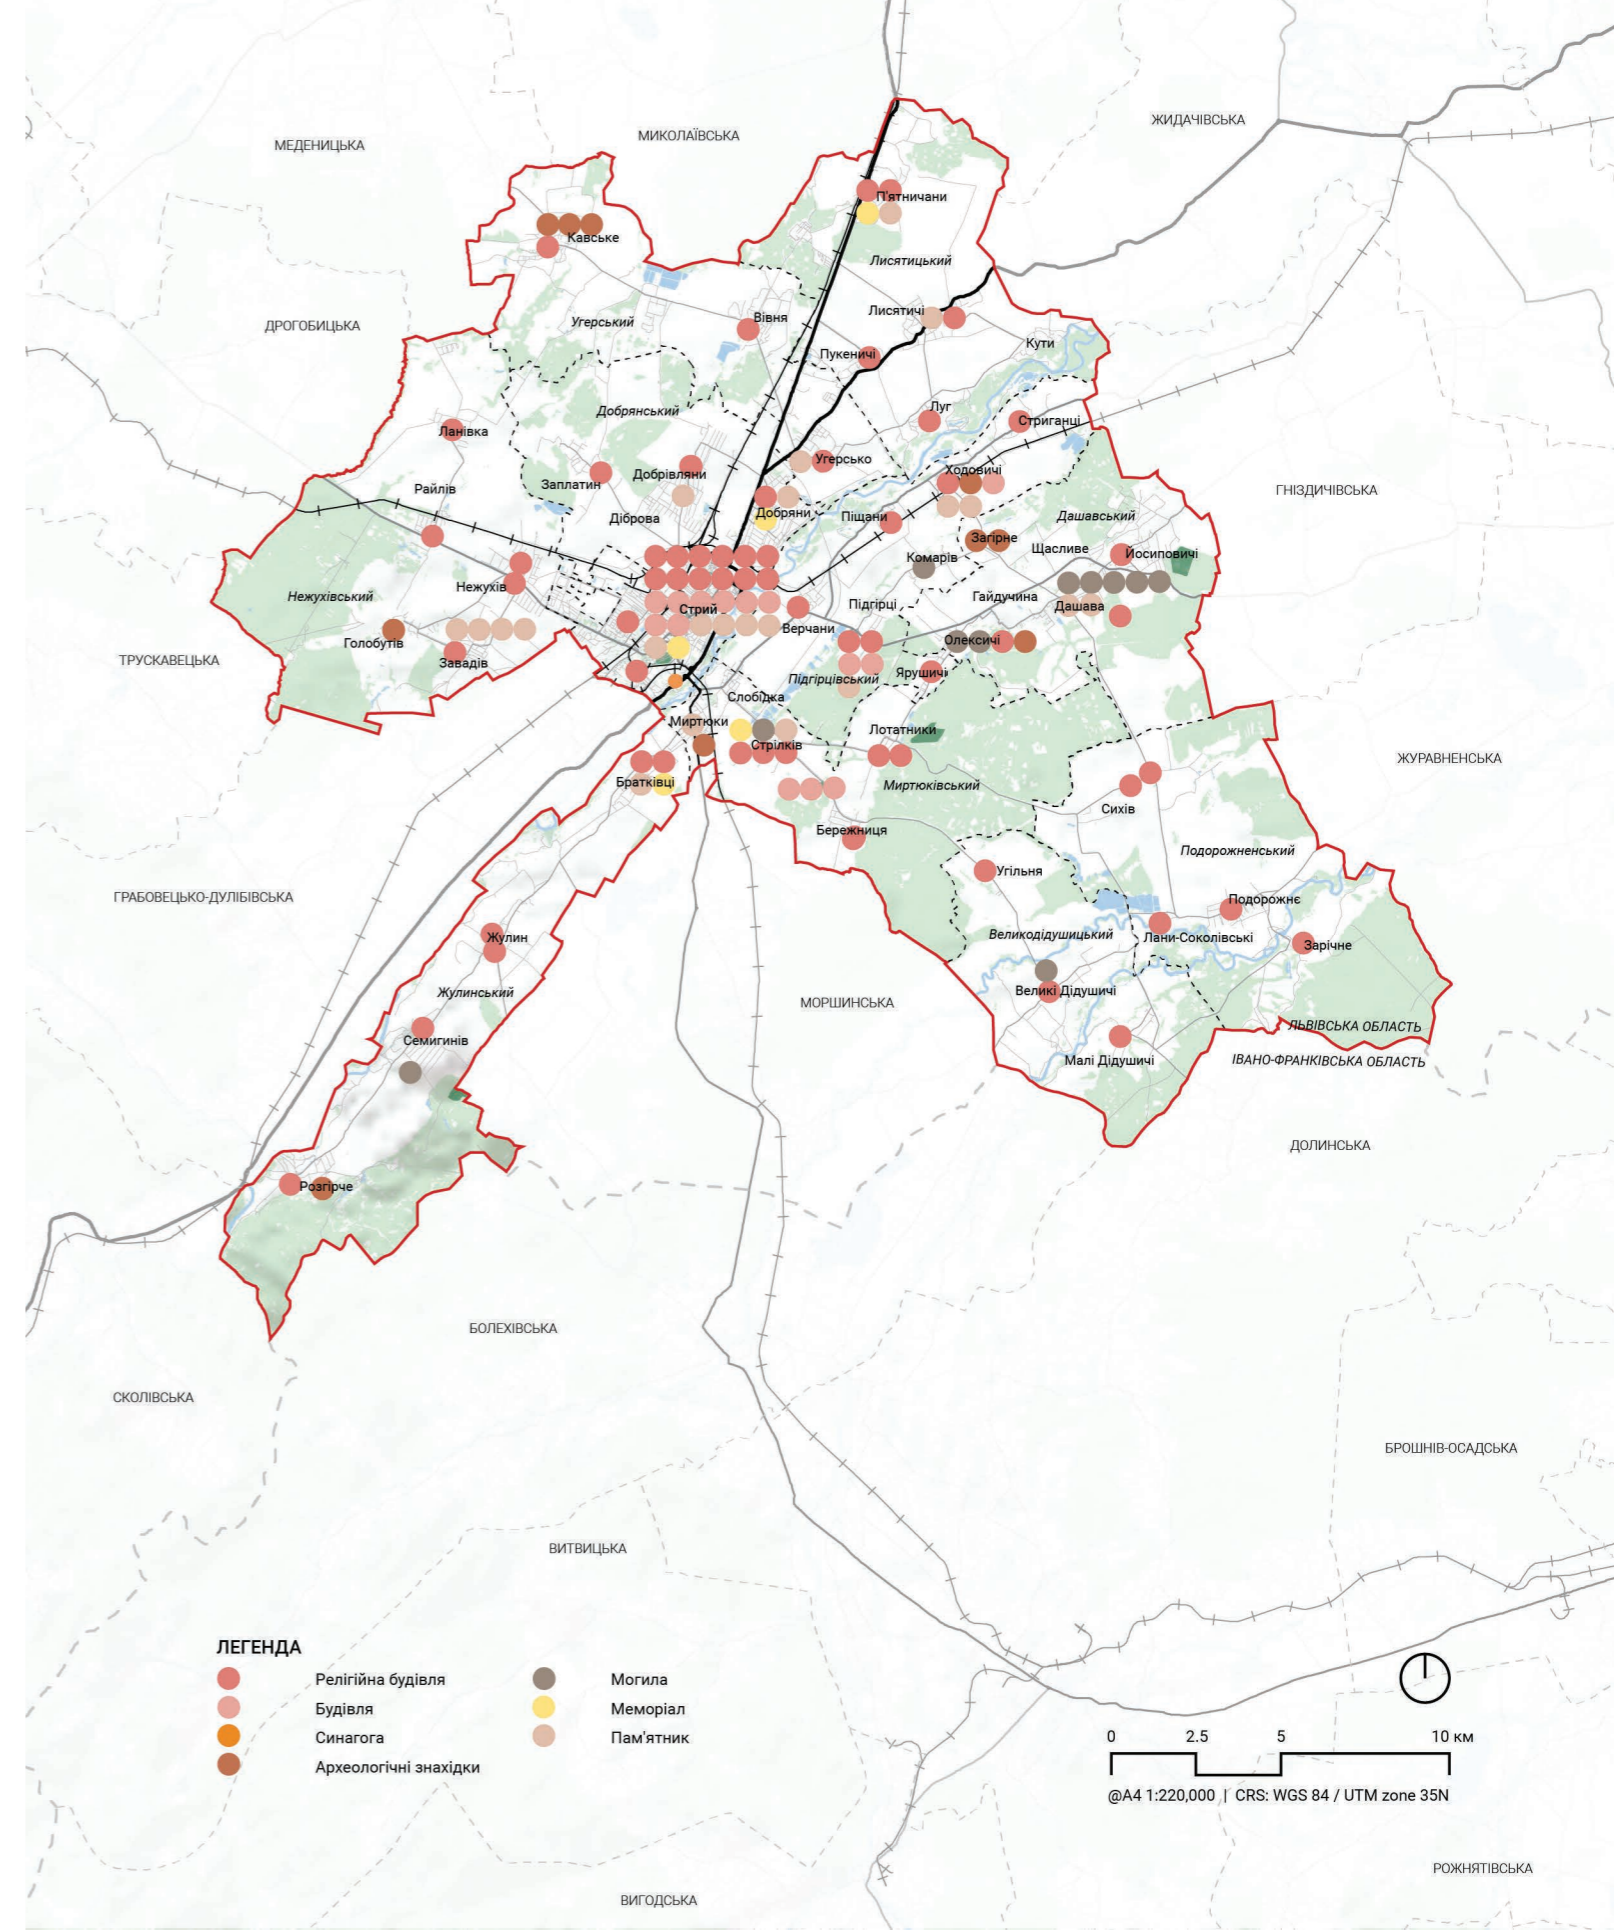 ЖИДАЧІВСЬКА
МИКОЛАЇВСЬКА
МЕДЕНИЦЬКА
П'ятничани
Кавське
Лисятицький
Лисятичі
Вівня
Угерський
ДРОГОБИЦЬКА
Кути
Пукеничі
Луг
Добрянський
Стриганці
Ланівка
Угерсько
Ходовичі
Добрівляни
Заплатин
Райлів
ГНІЗДИЧІВСЬКА
Добряни
Піщани
Дашавський
Діброва
Загірне
Щасливе
Йосиповичі
Комарів
Нежухів
Нежухівський
Гайдучина
Підгірці
Дашава
Стрий
Верчани
Голобутів
Олексичі
ТРУСКАВЕЦЬКА
Завадів
Ярушичі
Підгірцівський
Слобідка
Миртюки
Лотатники
Стрілків
ЖУРАВНЕНСЬКА
Братківці
Миртюківський
Сихів
Бережниця
Подорожненський
Угільня
ГРАБОВЕЦЬКО-ДУЛІБІВСЬКА
Подорожнє
Великодідушицький
Лани-Соколівські
Жулин
Зарічне
Великі Дідушичі
Жулинський
МОРШИНСЬКА
ЛЬВІВСЬКА ОБЛАСТЬ
Семигинів
Малі Дідушичі
ІВАНО-ФРАНКІВСЬКА ОБЛАСТЬ
ДОЛИНСЬКА
Розгірче
БОЛЕХІВСЬКА
СКОЛІВСЬКА
БРОШНІВ-ОСАДСЬКА
ВИТВИЦЬКА
ЛЕГЕНДА
Релігійна будівля
Будівля
Синагога
Археологічні знахідки
Могила
Меморіал
Пам'ятник
0 2.5 5 10 км
@A4 1:220,000 | CRS: WGS 84 / UTM zone 35N
РОЖНЯТІВСЬКА
ВИГОДСЬКА